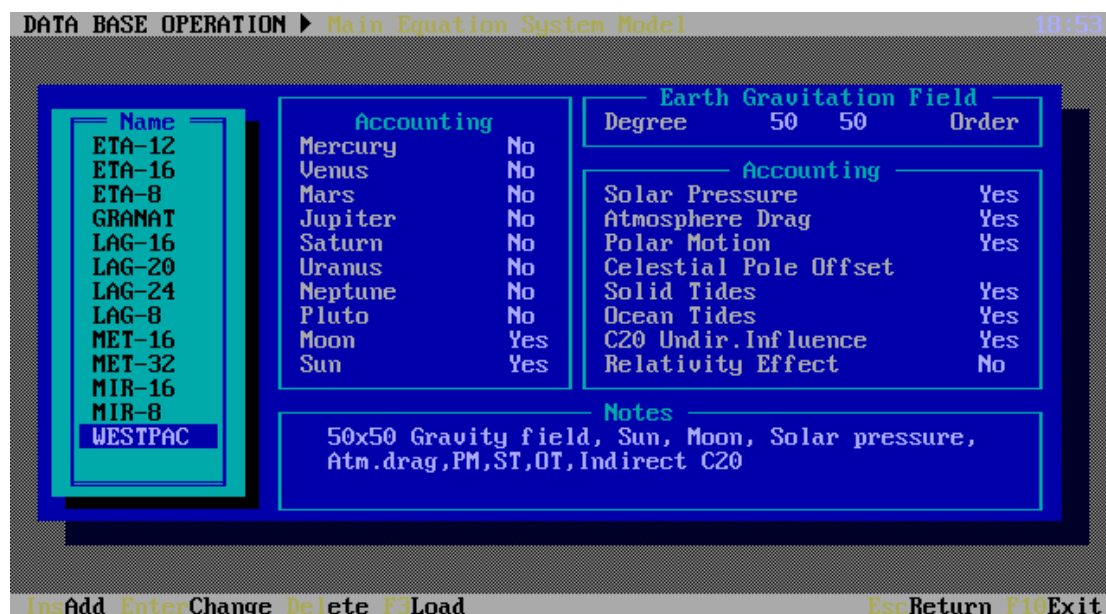 DATA BASE OPERATION ▶ Main Equation System Model 18:53
Name
ETA-12
ETA-16
ETA-8
GRANAT
LAG-16
LAG-20
LAG-24
LAG-8
MET-16
MET-32
MIR-16
MIR-8
WESTPAC
Accounting
Mercury No
Venus No
Mars No
Jupiter No
Saturn No
Uranus No
Neptune No
Pluto No
Moon Yes
Sun Yes
Earth Gravitation Field
Degree 50 50 Order
Accounting
Solar Pressure Yes
Atmosphere Drag Yes
Polar Motion Yes
Celestial Pole Offset
Solid Tides Yes
Ocean Tides Yes
C20 Undir.Influence Yes
Relativity Effect No
Notes
50x50 Gravity field, Sun, Moon, Solar pressure,
Atm.drag,PM,ST,OT,Indirect C20
InsAdd EnterChange Delete F3Load EscReturn F10Exit